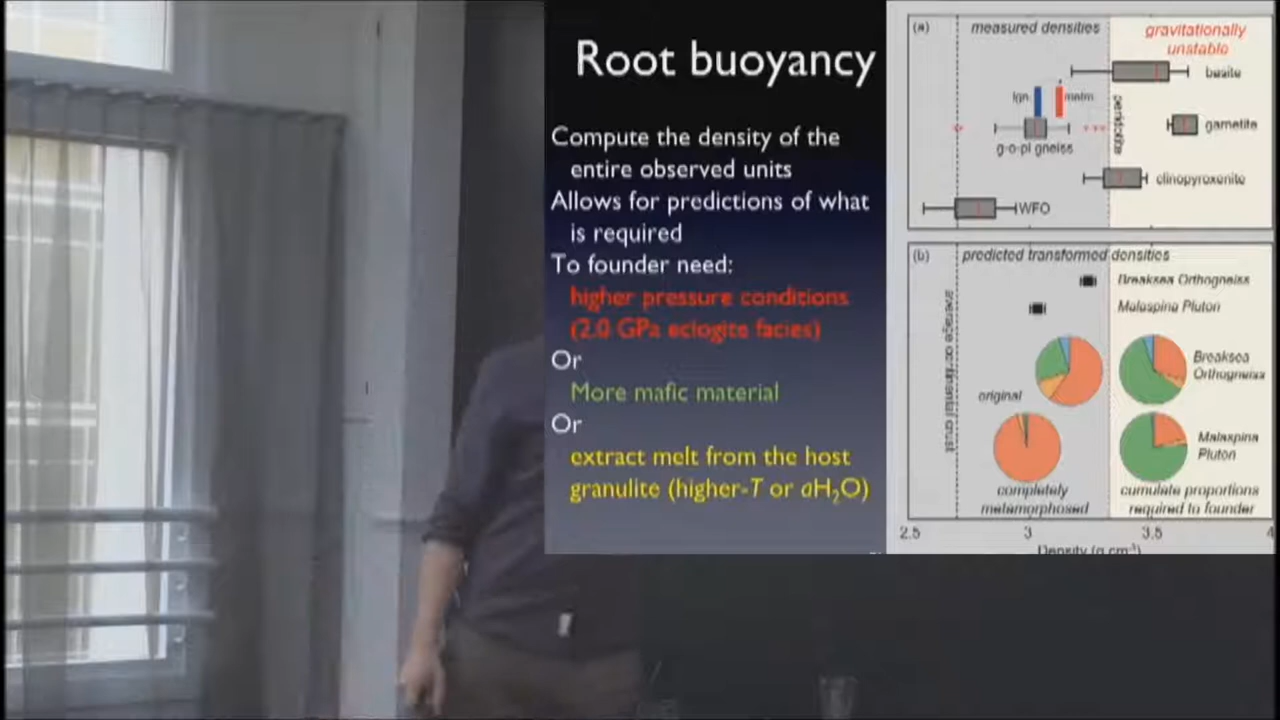 Root buoyancy
Compute the density of the
entire observed units
Allows for predictions of what
is required
To founder need:
higher pressure conditions
(2.0 GPa eclogite facies)
Or
More mafic material
Or
extract melt from the host
granulite (higher-T or aH₂O)
(a)
measured densities
gravitationally
unstable
basite
ign.
metm.
peridotite
garnetite
g-o-pl gneiss
clinopyroxenite
WFO
(b)
predicted transformed densities
Breaksea Orthogneiss
Malaspina Pluton
average continental crust
Breaksea
Orthogneiss
original
Malaspina
Pluton
completely
metamorphosed
cumulate proportions
required to founder
2.5
3
3.5
4
Density (g cm⁻³)